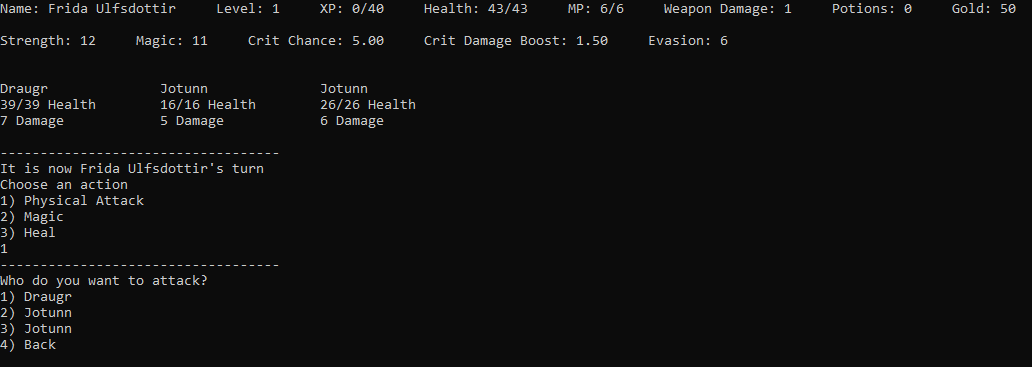 Name: Frida Ulfsdottir     Level: 1     XP: 0/40     Health: 43/43     MP: 6/6     Weapon Damage: 1     Potions: 0     Gold: 50
Strength: 12     Magic: 11     Crit Chance: 5.00     Crit Damage Boost: 1.50     Evasion: 6
Draugr              Jotunn              Jotunn
39/39 Health        16/16 Health        26/26 Health
7 Damage            5 Damage            6 Damage
-----------------------------------
It is now Frida Ulfsdottir's turn
Choose an action
1) Physical Attack
2) Magic
3) Heal
1
-----------------------------------
Who do you want to attack?
1) Draugr
2) Jotunn
3) Jotunn
4) Back